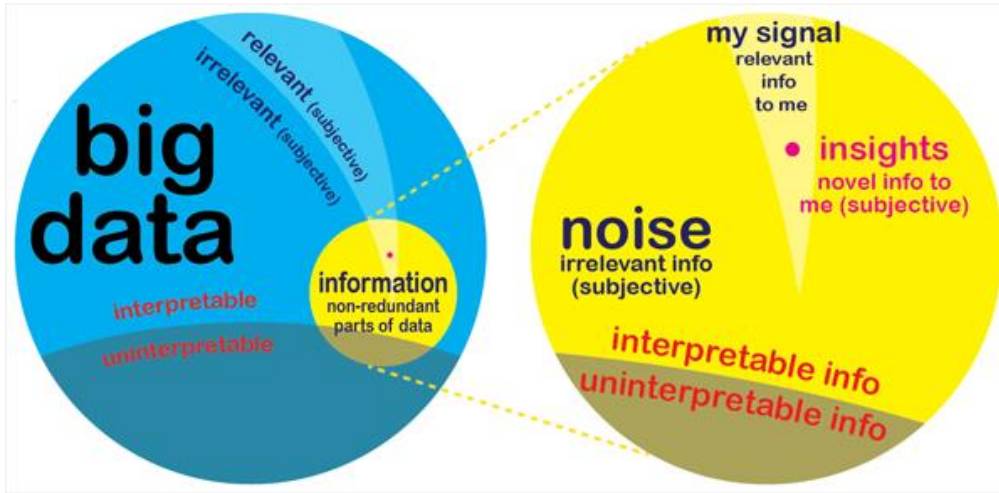 big
data
relevant (subjective)
irrelevant (subjective)
information
non-redundant
parts of data
interpretable
uninterpretable
my signal
relevant
info
to me
insights
novel info to
me (subjective)
noise
irrelevant info
(subjective)
interpretable info
uninterpretable info